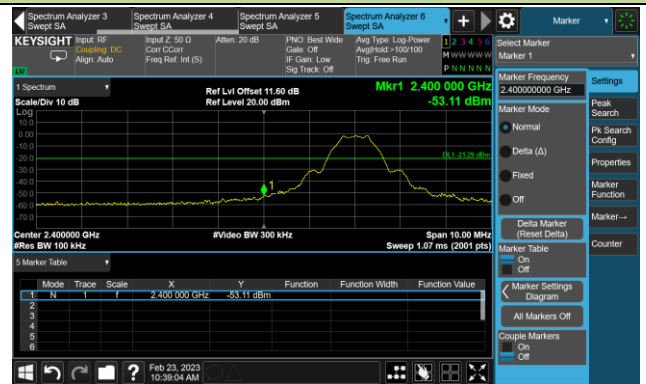 Spectrum Analyzer 3
Swept SA
Spectrum Analyzer 4
Swept SA
Spectrum Analyzer 5
Swept SA
Spectrum Analyzer 6
Swept SA
+
Marker
KEYSIGHT
Input: RF
Coupling: DC
Align: Auto
Input Z: 50 Ω
Corr CCorr
Freq Ref: Int (S)
Atten: 20 dB
PNO: Best Wide
Gate: Off
IF Gain: Low
Sig Track: Off
Avg Type: Log-Power
Avg|Hold:>100/100
Trig: Free Run
1 2 3 4 5 6
M W W W W W
P N N N N N
Select Marker
Marker 1
1 Spectrum
Scale/Div 10 dB
Ref Lvl Offset 11.60 dB
Ref Level 20.00 dBm
Mkr1 2.400 000 GHz
-53.11 dBm
Log
10.0
0.00
-10.0
-20.0
-30.0
-40.0
-50.0
-60.0
-70.0
DL1 -21.29 dBm
1
Center 2.400000 GHz
#Res BW 100 kHz
#Video BW 300 kHz
Span 10.00 MHz
Sweep 1.07 ms (2001 pts)
5 Marker Table
Mode Trace Scale X Y Function Function Width Function Value
1 N 1 f 2.400 000 GHz -53.11 dBm
2
3
4
5
6
Marker Frequency
2.400000000 GHz
Marker Mode
Normal
Delta (Δ)
Fixed
Off
Delta Marker
(Reset Delta)
Marker Table
On
Off
Marker Settings
Diagram
All Markers Off
Couple Markers
On
Off
Settings
Peak
Search
Pk Search
Config
Properties
Marker
Function
Marker→
Counter
?
Feb 23, 2023
10:39:04 AM